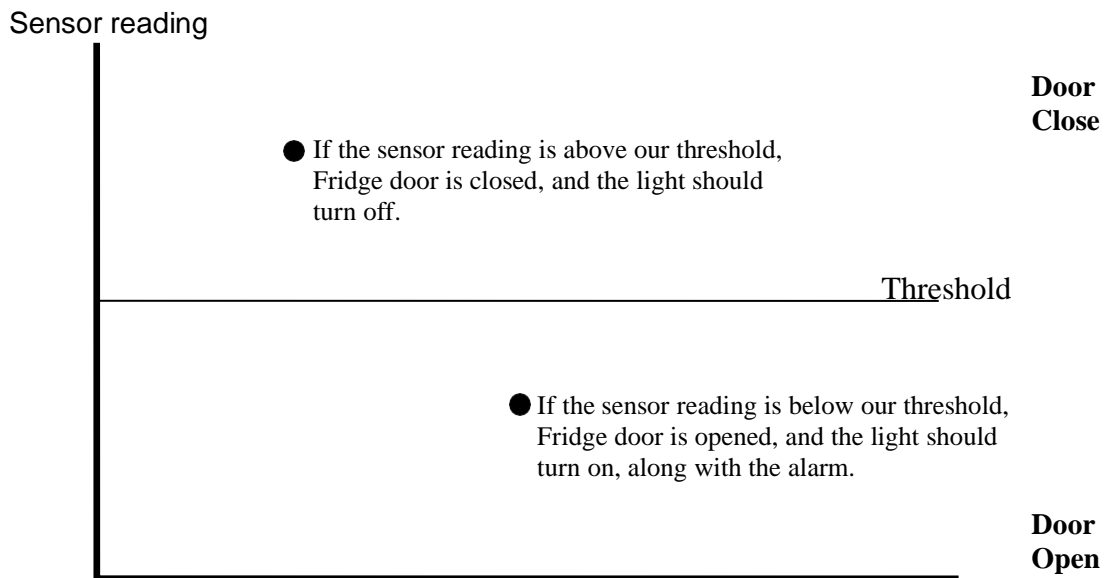 Sensor reading
Door
Close
If the sensor reading is above our threshold,
Fridge door is closed, and the light should
turn off.
Threshold
If the sensor reading is below our threshold,
Fridge door is opened, and the light should
turn on, along with the alarm.
Door
Open